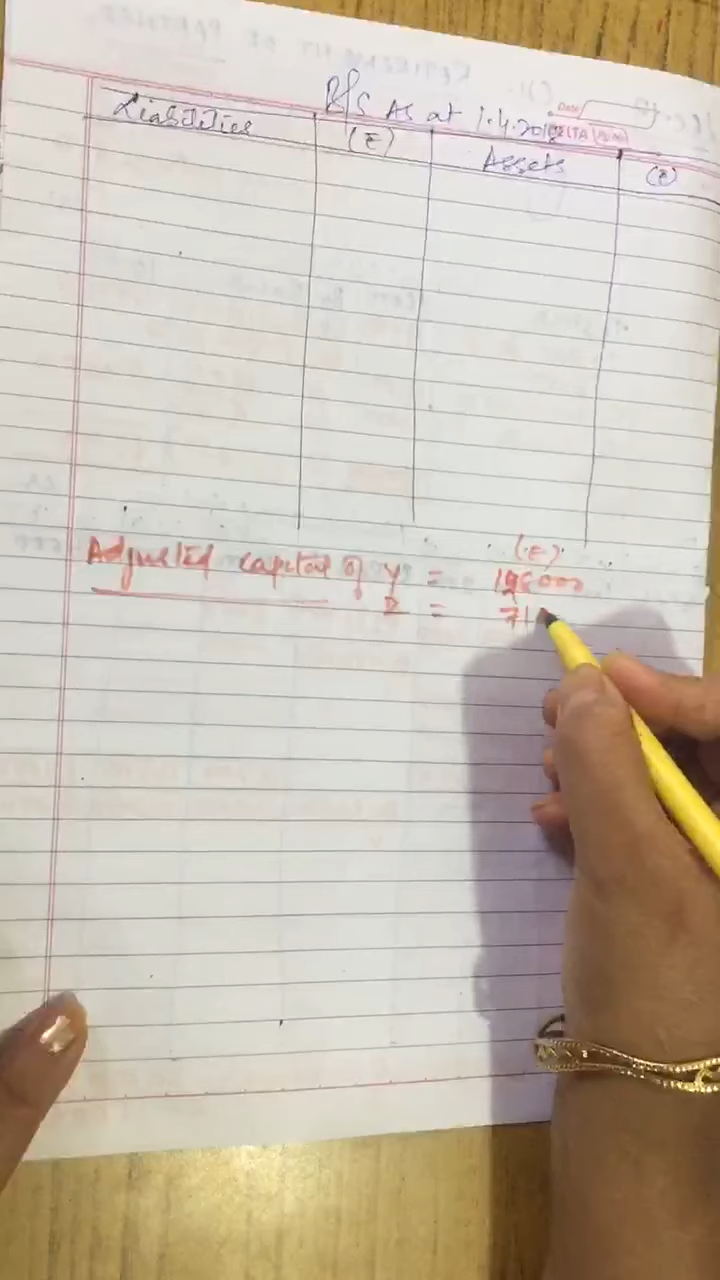 B/S As at 1.4.2018
Liabilities (₹) Assets (₹)
(₹)
Adjusted capital of Y = 196000
Z = 71